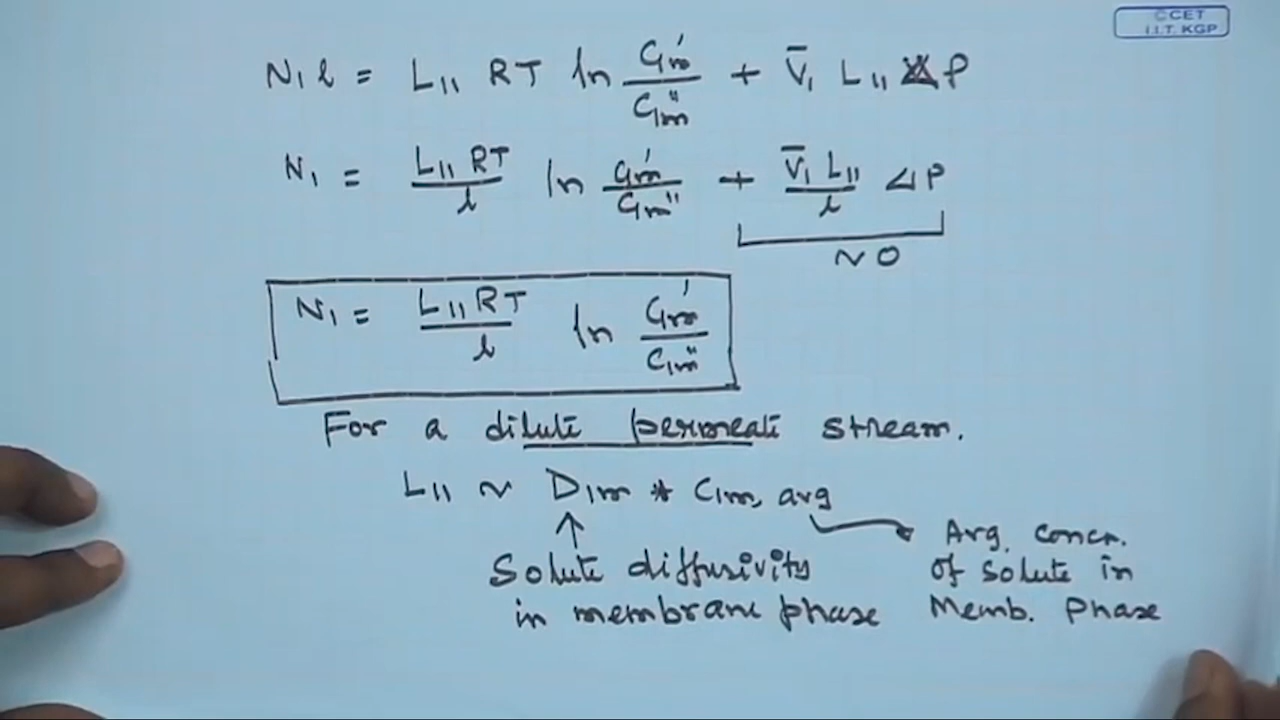 ©CET
I.I.T. KGP
N₁ l = L₁₁ RT ln C₁m' / C₁m'' + V̄₁ L₁₁ ΔP
N₁ = L₁₁ RT / l ln C₁m' / C₁m'' + V̄₁ L₁₁ / l ΔP
~ 0
N₁ = L₁₁ RT / l ln C₁m' / C₁m''
For a dilute permeate stream.
L₁₁ ~ D₁m * C₁m, avg
Solute diffusivity
in membrane phase
Avg. concn.
of solute in
Memb. Phase